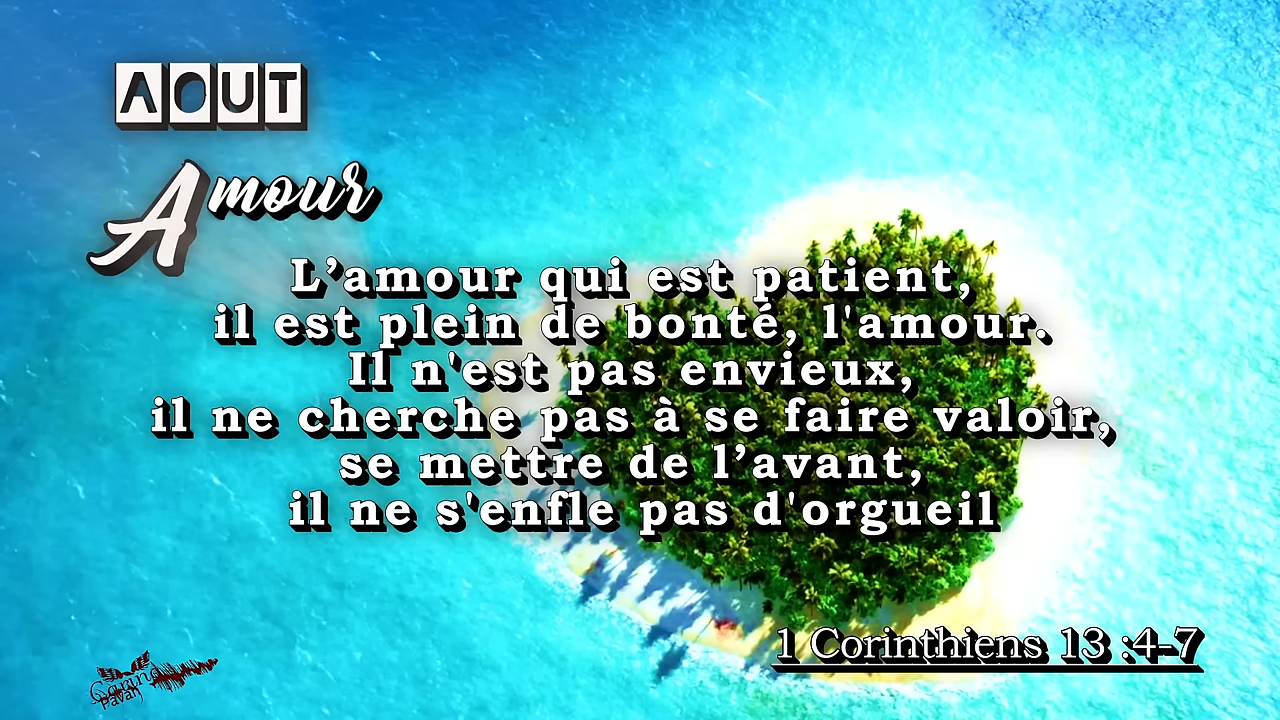 AOUT
Amour
L’amour qui est patient,
il est plein de bonté, l'amour.
Il n'est pas envieux,
il ne cherche pas à se faire valoir,
se mettre de l’avant,
il ne s'enfle pas d'orgueil
1 Corinthiens 13 :4-7